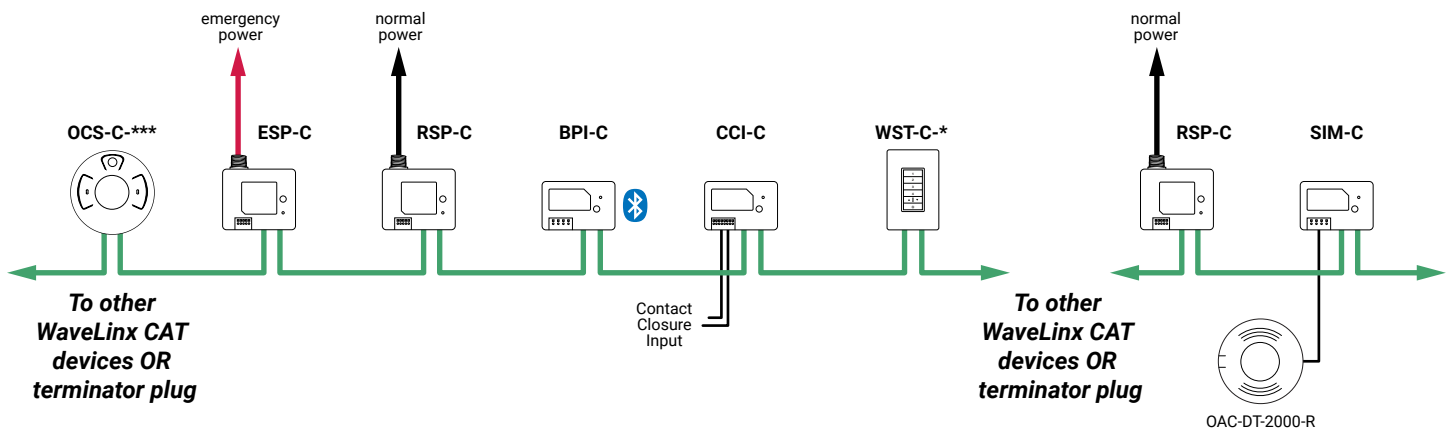 emergency
power
normal
power
normal
power
OCS-C-***
ESP-C
RSP-C
BPI-C
CCI-C
WST-C-*
RSP-C
SIM-C
To other
WaveLinx CAT
devices OR
terminator plug
Contact
Closure
Input
To other
WaveLinx CAT
devices OR
terminator plug
OAC-DT-2000-R